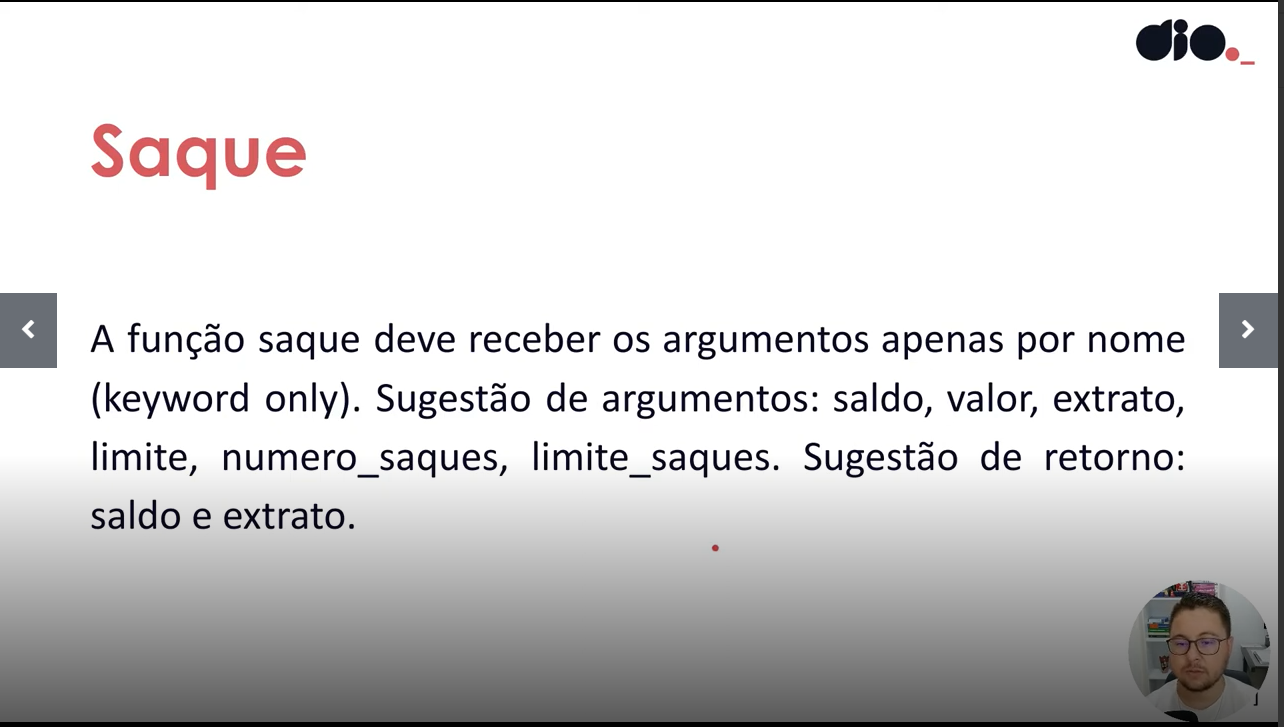 dio._
Saque
A função saque deve receber os argumentos apenas por nome
(keyword only). Sugestão de argumentos: saldo, valor, extrato,
limite, numero_saques, limite_saques. Sugestão de retorno:
saldo e extrato.